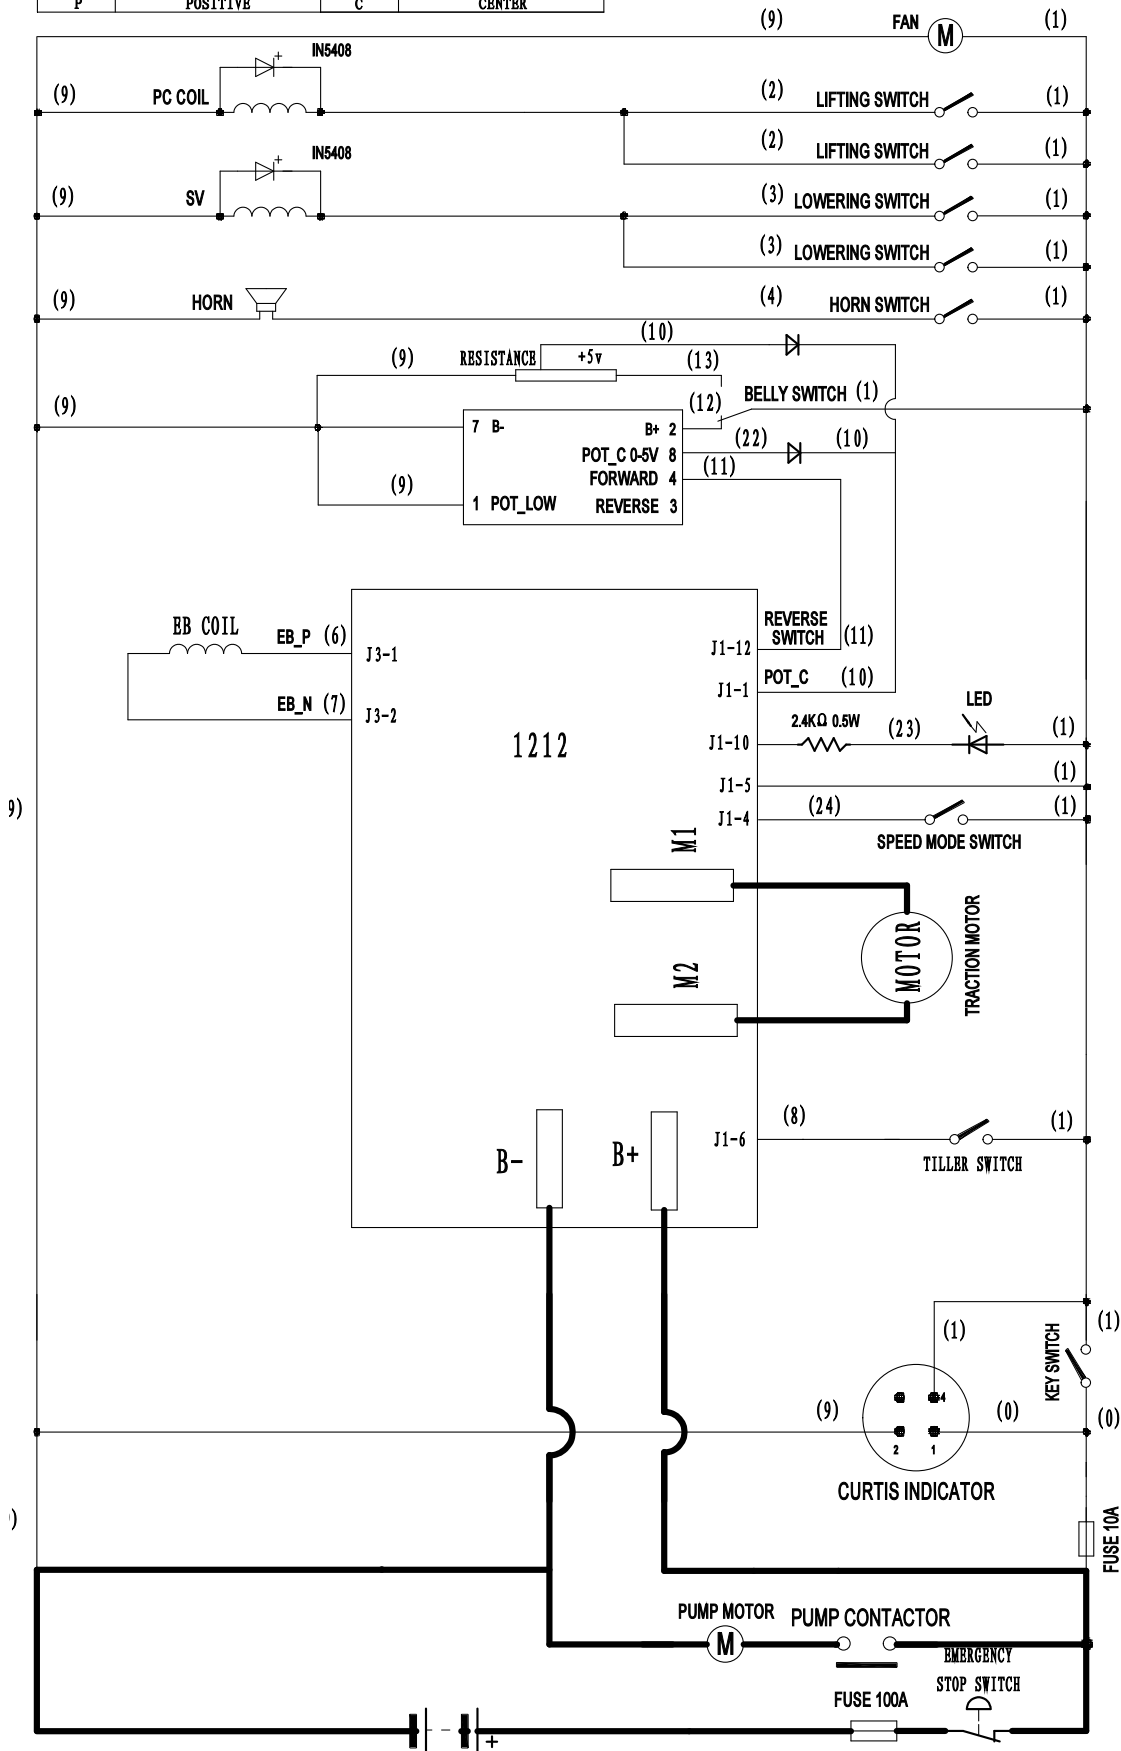 P POSITIVE C CENTER
(9) FAN M (1)
IN5408
(9) PC COIL + (2) LIFTING SWITCH (1)
(2) LIFTING SWITCH (1)
IN5408
(9) SV + (3) LOWERING SWITCH (1)
(3) LOWERING SWITCH (1)
(9) HORN (4) HORN SWITCH (1)
(10)
(9) RESISTANCE +5v (13)
(9) (12) BELLY SWITCH (1)
7 B- B+ 2
POT_C 0-5V 8 (22) (10)
(9) FORWARD 4 (11)
1 POT_LOW REVERSE 3
EB COIL EB_P (6) J3-1
REVERSE
SWITCH (11)
J1-12
POT_C (10)
J1-1
EB_N (7) J3-2
1212
LED
2.4KΩ 0.5W (23) (1)
J1-10
J1-5 (1)
9)
J1-4 (24) (1)
SPEED MODE SWITCH
M1
MOTOR
TRACTION MOTOR
M2
B- B+ J1-6 (8) (1)
TILLER SWITCH
(1) (1)
KEY SWITCH
4
(9) (0) (0)
2 1
CURTIS INDICATOR
)
FUSE 10A
PUMP MOTOR PUMP CONTACTOR
M
EMERGENCY
STOP SWITCH
FUSE 100A
+